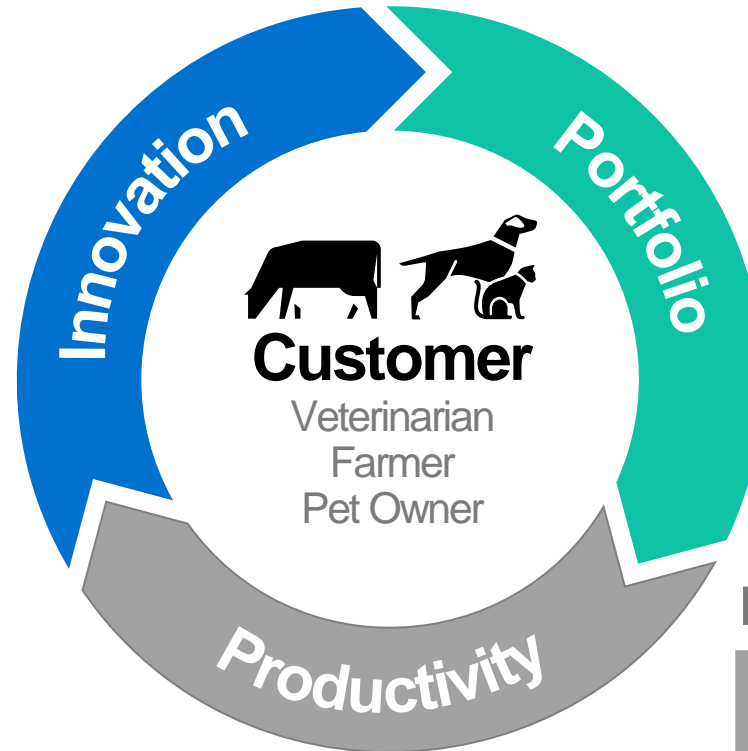 Innovation
Portfolio
Customer
Veterinarian
Farmer
Pet Owner
Productivity